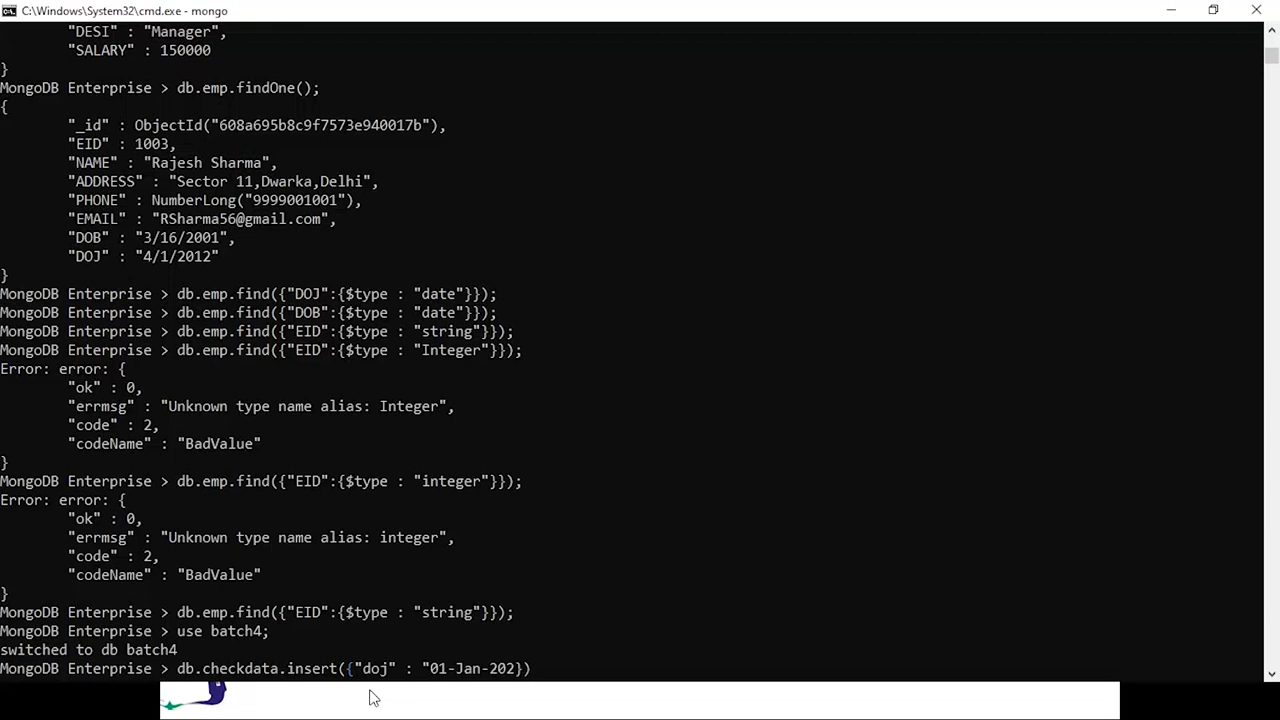 C:\Windows\System32\cmd.exe - mongo
"DESI" : "Manager",
"SALARY" : 150000
}
MongoDB Enterprise > db.emp.findOne();
{
"_id" : ObjectId("608a695b8c9f7573e940017b"),
"EID" : 1003,
"NAME" : "Rajesh Sharma",
"ADDRESS" : "Sector 11,Dwarka,Delhi",
"PHONE" : NumberLong("9999001001"),
"EMAIL" : "RSharma56@gmail.com",
"DOB" : "3/16/2001",
"DOJ" : "4/1/2012"
}
MongoDB Enterprise > db.emp.find({"DOJ":{$type : "date"}});
MongoDB Enterprise > db.emp.find({"DOB":{$type : "date"}});
MongoDB Enterprise > db.emp.find({"EID":{$type : "string"}});
MongoDB Enterprise > db.emp.find({"EID":{$type : "Integer"}});
Error: error: {
"ok" : 0,
"errmsg" : "Unknown type name alias: Integer",
"code" : 2,
"codeName" : "BadValue"
}
MongoDB Enterprise > db.emp.find({"EID":{$type : "integer"}});
Error: error: {
"ok" : 0,
"errmsg" : "Unknown type name alias: integer",
"code" : 2,
"codeName" : "BadValue"
}
MongoDB Enterprise > db.emp.find({"EID":{$type : "string"}});
MongoDB Enterprise > use batch4;
switched to db batch4
MongoDB Enterprise > db.checkdata.insert({"doj" : "01-Jan-202})